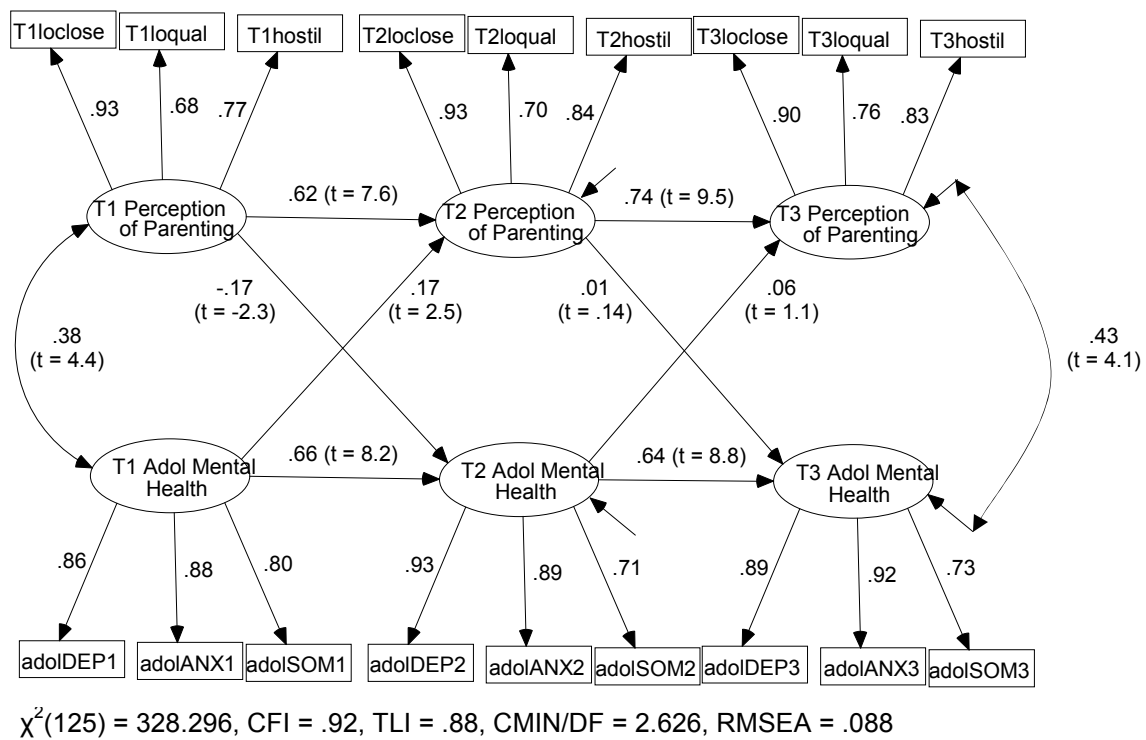 T1loclose T1loqual T1hostil T2loclose T2loqual T2hostil T3loclose T3loqual T3hostil
.93 .68 .77 .93 .70 .84 .90 .76 .83
.62 (t = 7.6) .74 (t = 9.5)
T1 Perception
of Parenting
T2 Perception
of Parenting
T3 Perception
of Parenting
-.17
(t = -2.3)
.17
(t = 2.5)
.01
(t = .14)
.06
(t = 1.1)
.38
(t = 4.4)
.43
(t = 4.1)
.66 (t = 8.2) .64 (t = 8.8)
T1 Adol Mental
Health
T2 Adol Mental
Health
T3 Adol Mental
Health
.86 .88 .80 .93 .89 .71 .89 .92 .73
adolDEP1 adolANX1 adolSOM1 adolDEP2 adolANX2 adolSOM2 adolDEP3 adolANX3 adolSOM3
χ²(125) = 328.296, CFI = .92, TLI = .88, CMIN/DF = 2.626, RMSEA = .088